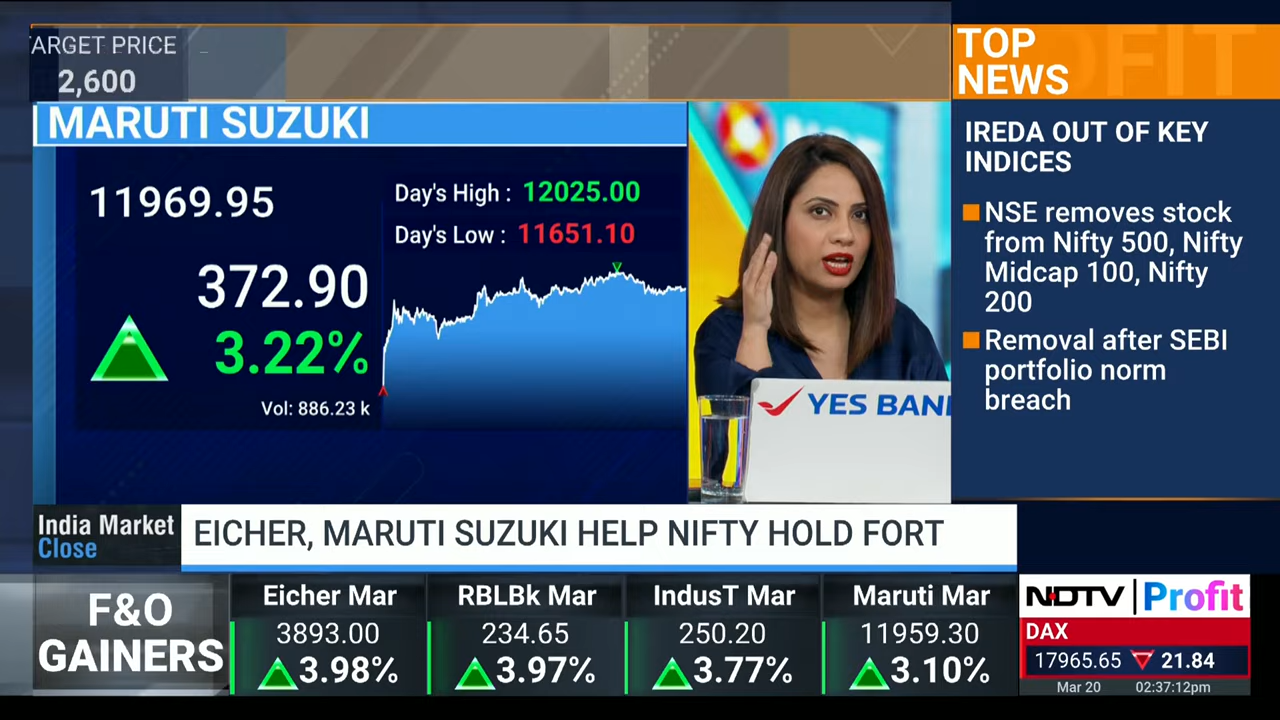 ARGET PRICE
2,600
MARUTI SUZUKI
11969.95
372.90
3.22%
Vol: 886.23 k
Day's High : 12025.00
Day's Low : 11651.10
YES BAN
TOP
NEWS
IREDA OUT OF KEY
INDICES
NSE removes stock
from Nifty 500, Nifty
Midcap 100, Nifty
200
Removal after SEBI
portfolio norm
breach
India Market
Close
EICHER, MARUTI SUZUKI HELP NIFTY HOLD FORT
F&O
GAINERS
Eicher Mar
3893.00
3.98%
RBLBk Mar
234.65
3.97%
IndusT Mar
250.20
3.77%
Maruti Mar
11959.30
3.10%
NDTV Profit
DAX
17965.65 21.84
Mar 20 02:37:12pm